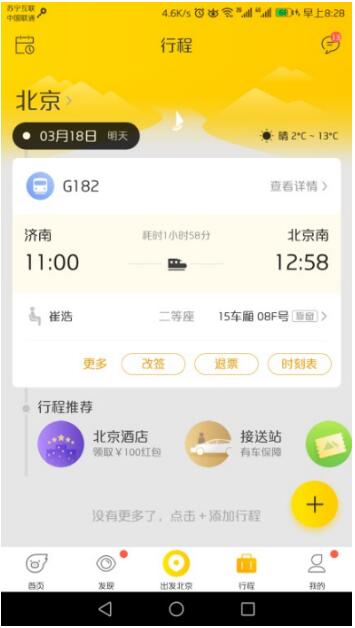 苏宁互联
中国联通
4.6K/s
早上8:28
行程
北京
03月18日 明天
晴 2°C ~ 13°C
G182
查看详情
济南
耗时1小时58分
北京南
11:00
12:58
崔浩
二等座
15车厢 08F号
靠窗
更多
改签
退票
时刻表
行程推荐
北京酒店
领取￥100红包
接送站
有车保障
没有更多了，点击＋添加行程
首页
发现
出发北京
行程
我的